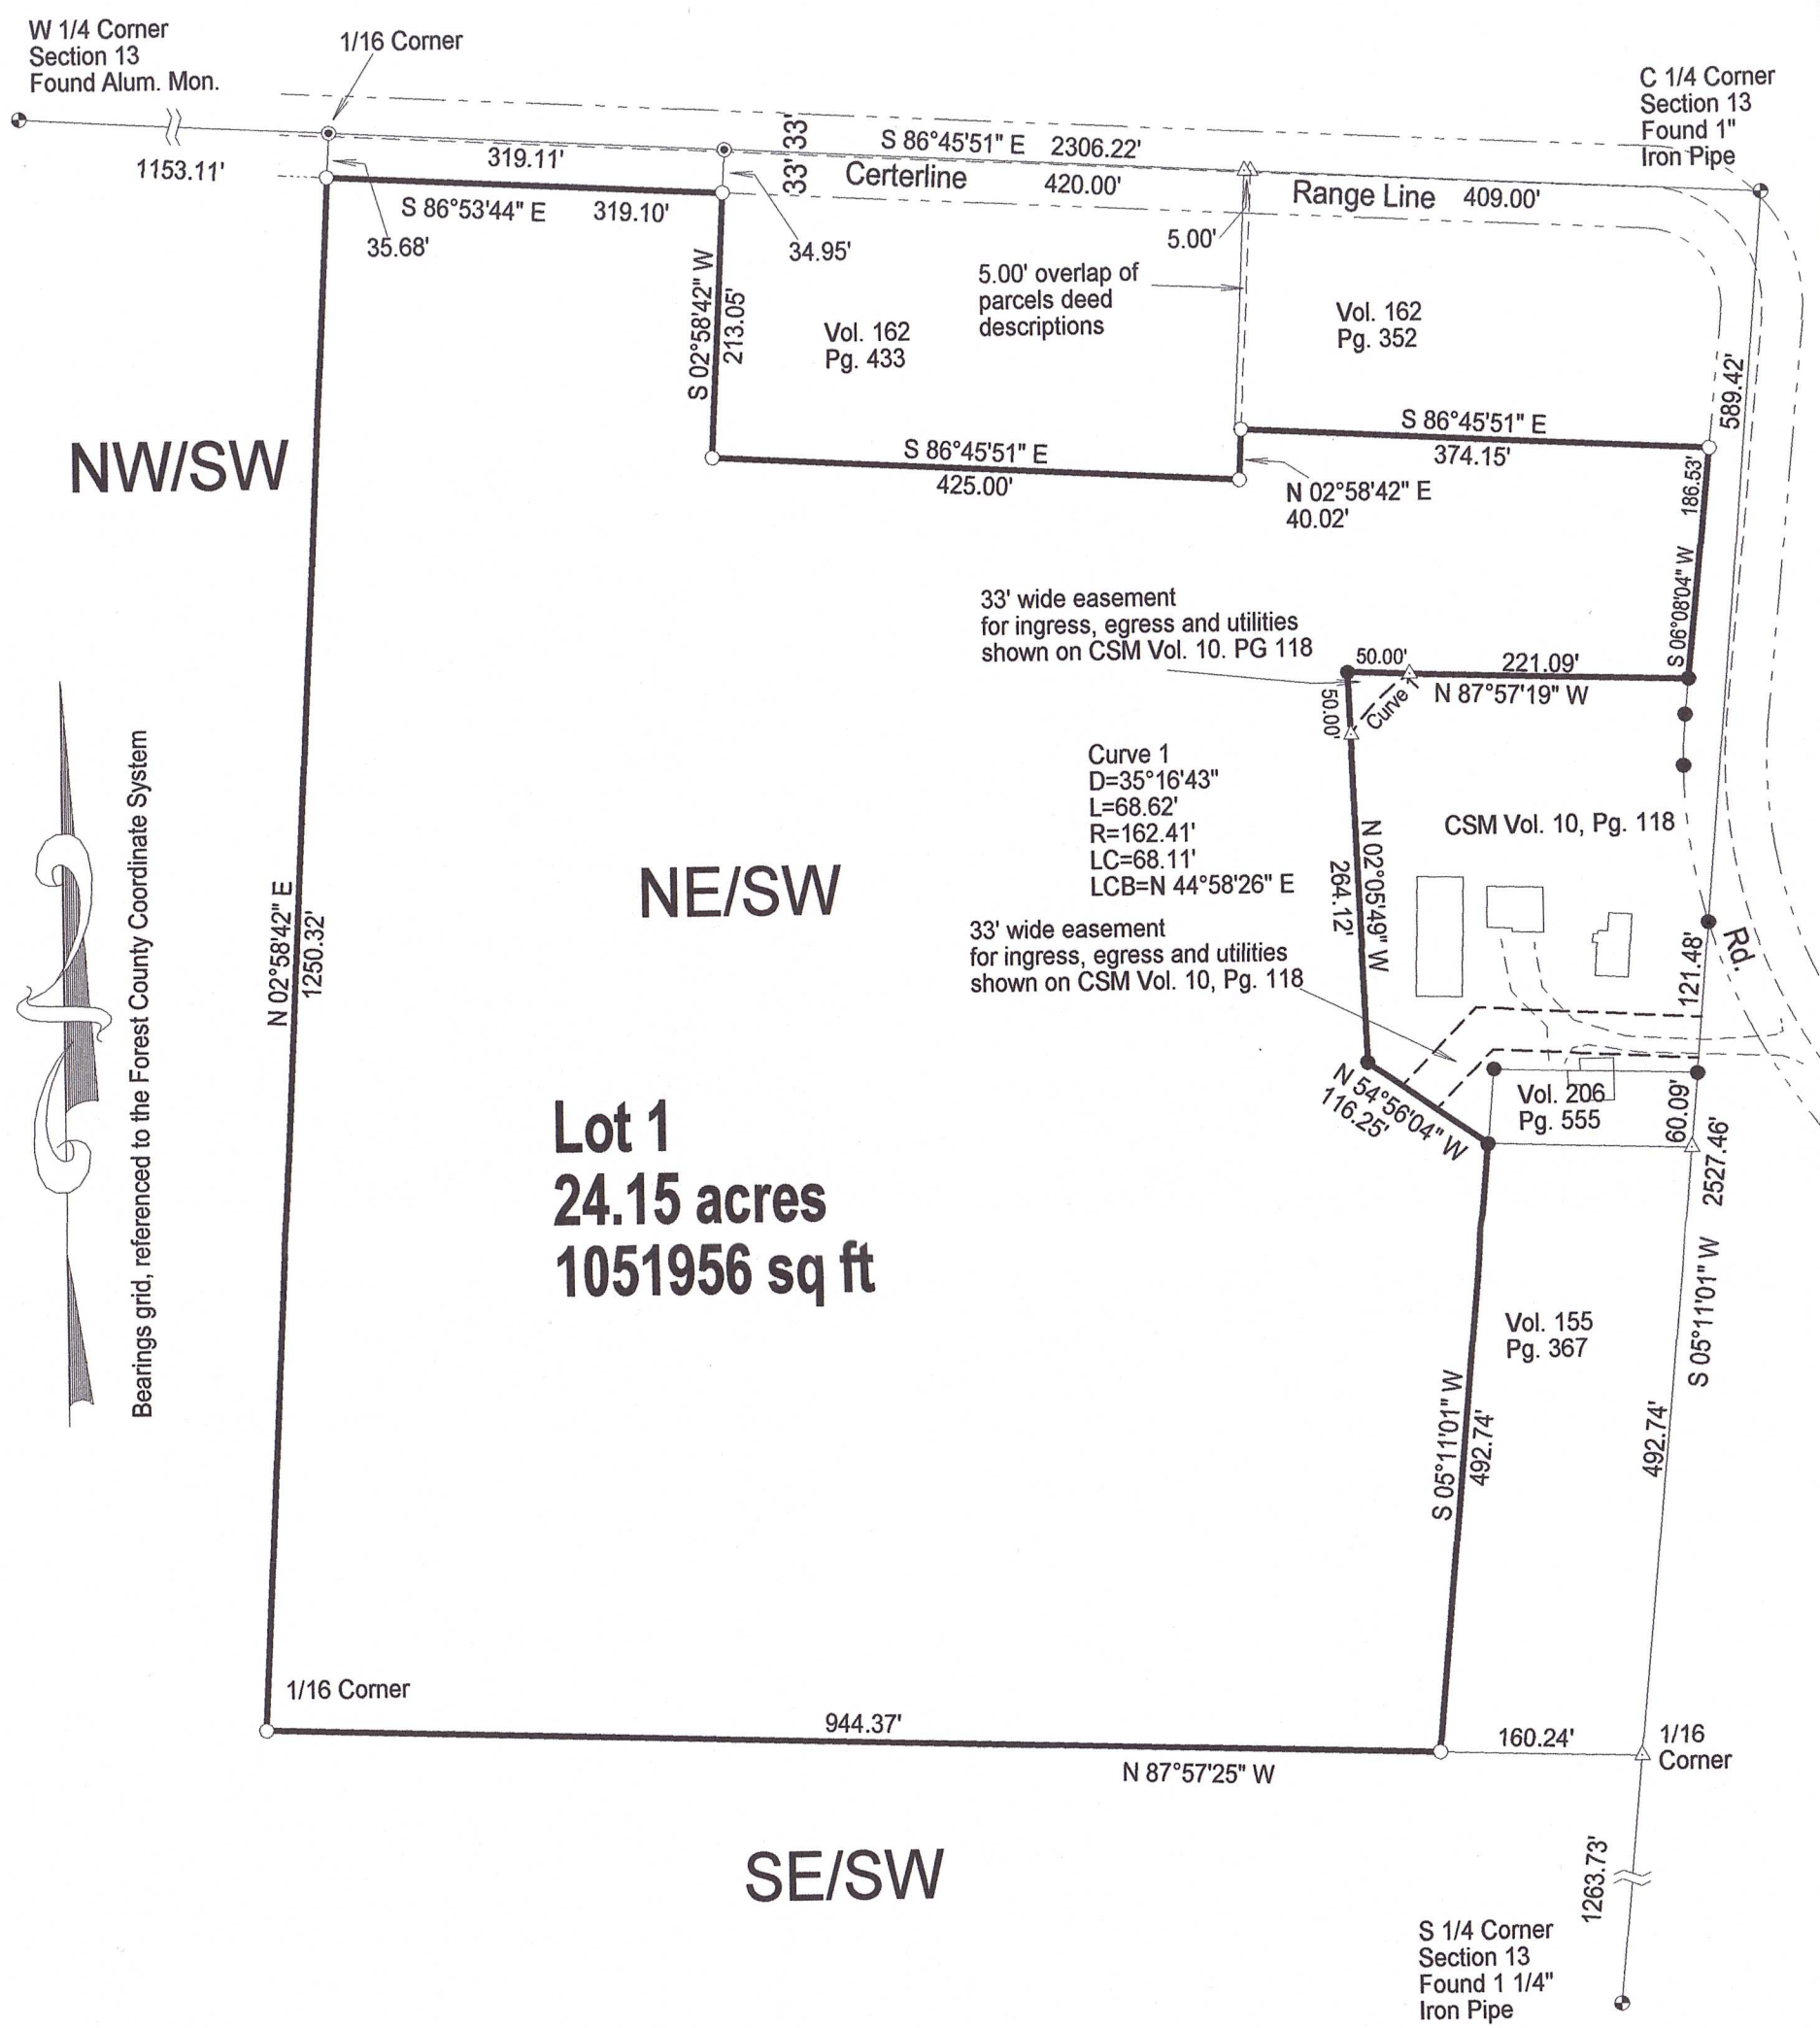 W 1/4 Corner
Section 13
Found Alum. Mon.
1/16 Corner
C 1/4 Corner
Section 13
Found 1"
Iron Pipe
1153.11'
319.11'
33' 33'
S 86°45'51" E 2306.22'
Certerline
420.00'
Range Line
409.00'
S 86°53'44" E 319.10'
35.68'
34.95'
5.00'
5.00' overlap of
parcels deed
descriptions
S 02°58'42" W
213.05'
Vol. 162
Pg. 433
Vol. 162
Pg. 352
589.42'
NW/SW
S 86°45'51" E
425.00'
S 86°45'51" E
374.15'
N 02°58'42" E
40.02'
186.53'
S 06°08'04" W
33' wide easement
for ingress, egress and utilities
shown on CSM Vol. 10. PG 118
50.00'
221.09'
N 87°57'19" W
50.00'
Curve 1
Curve 1
D=35°16'43"
L=68.62'
R=162.41'
LC=68.11'
LCB=N 44°58'26" E
CSM Vol. 10, Pg. 118
N 02°05'49" W
264.12'
Bearings grid, referenced to the Forest County Coordinate System
N 02°58'42" E
1250.32'
NE/SW
33' wide easement
for ingress, egress and utilities
shown on CSM Vol. 10, Pg. 118
Rd.
121.48'
N 54°56'04" W
116.25'
Vol. 206
Pg. 555
60.09'
S 05°11'01" W 2527.46'
Lot 1
24.15 acres
1051956 sq ft
Vol. 155
Pg. 367
S 05°11'01" W
492.74'
492.74'
1/16 Corner
944.37'
N 87°57'25" W
160.24'
1/16
Corner
SE/SW
1263.73'
S 1/4 Corner
Section 13
Found 1 1/4"
Iron Pipe